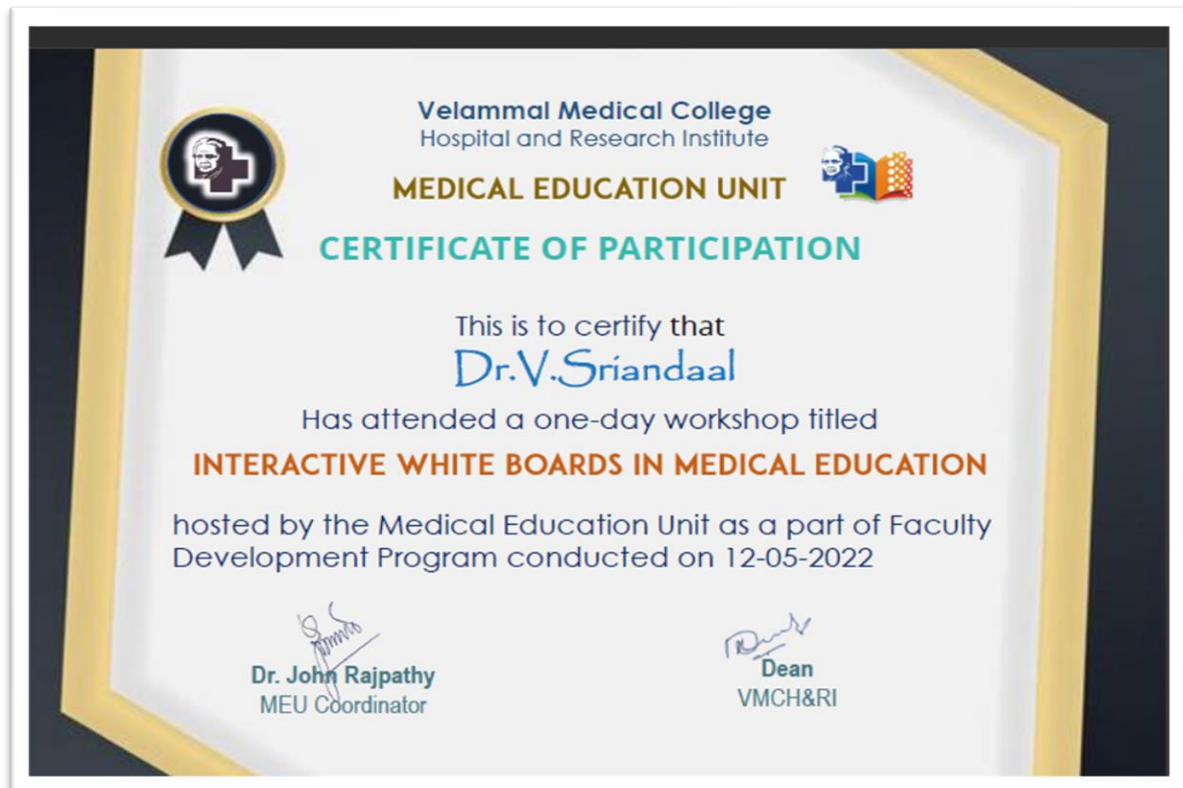 Velammal Medical College
Hospital and Research Institute
MEDICAL EDUCATION UNIT
CERTIFICATE OF PARTICIPATION
This is to certify that
Dr.V.Sriandaal
Has attended a one-day workshop titled
INTERACTIVE WHITE BOARDS IN MEDICAL EDUCATION
hosted by the Medical Education Unit as a part of Faculty
Development Program conducted on 12-05-2022
Dr. John Rajpathy
MEU Coordinator
Dean
VMCH&RI